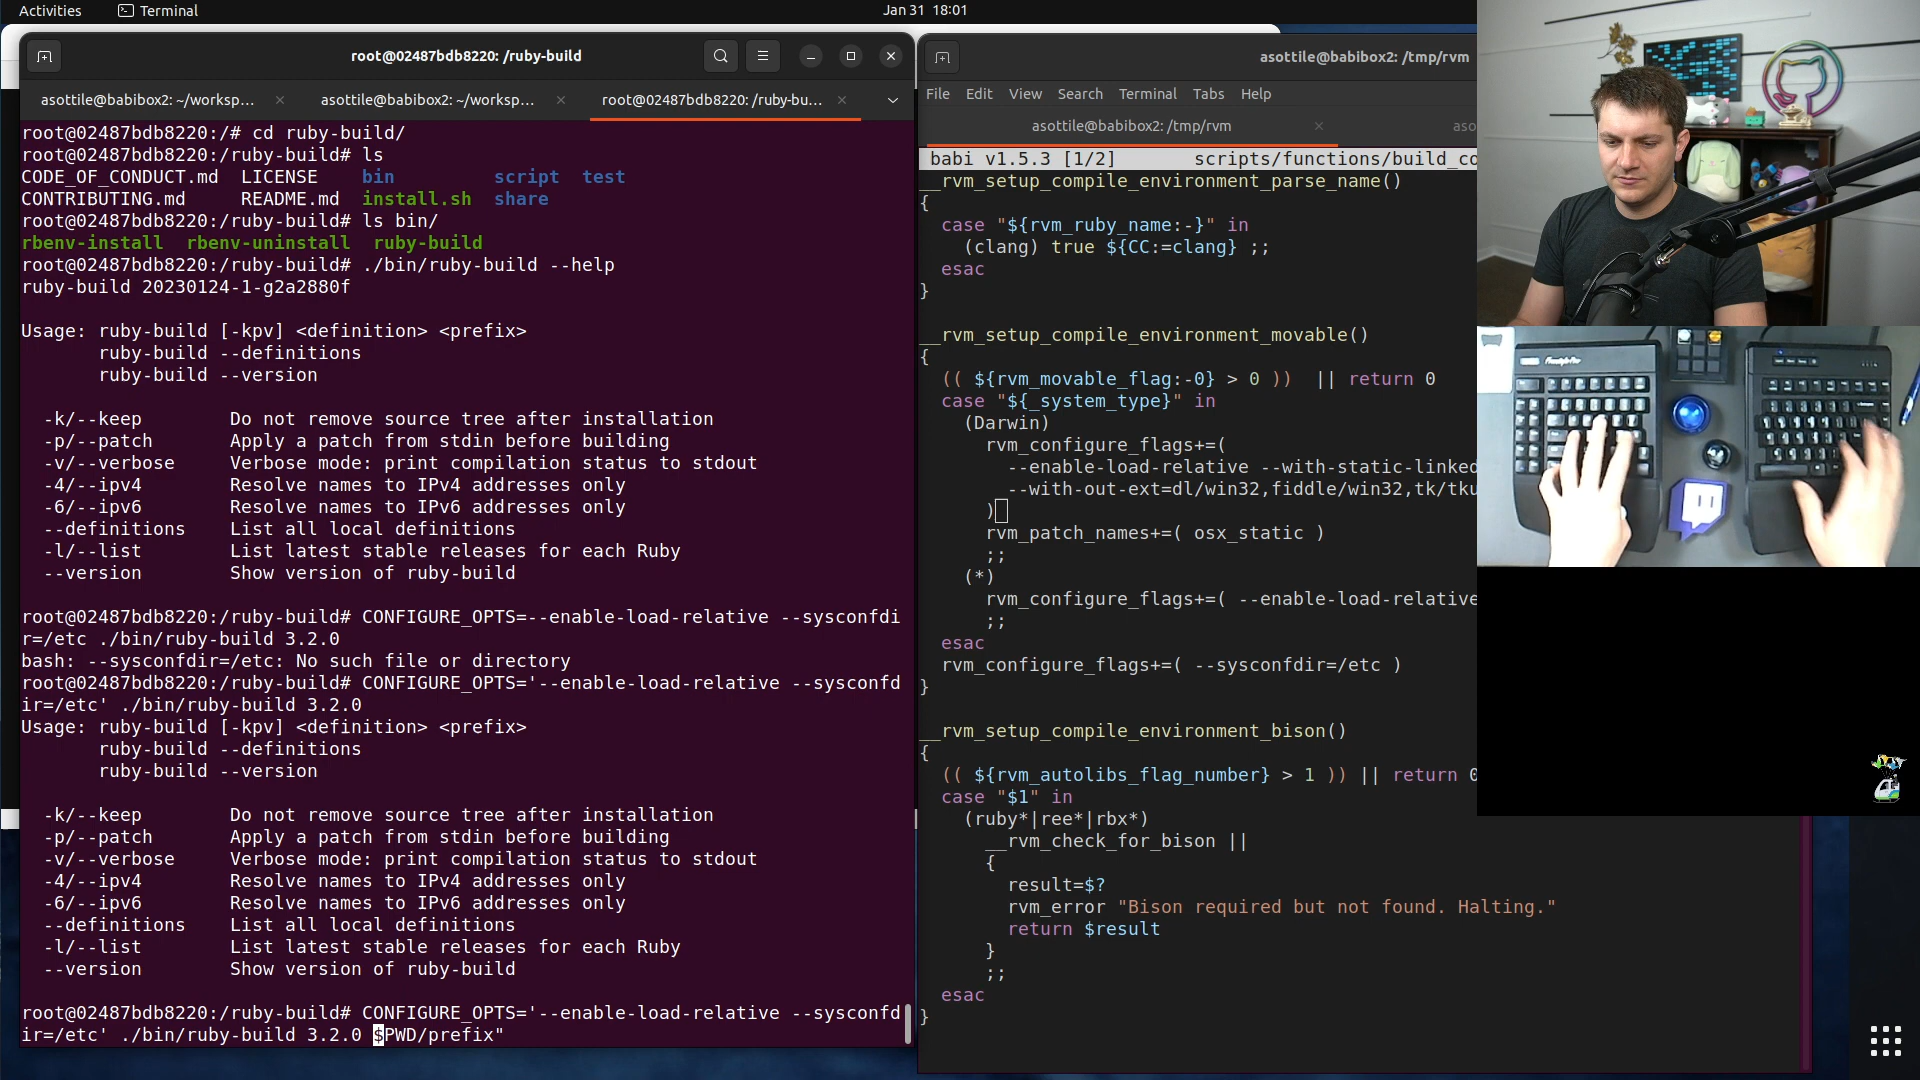 Activities
Terminal
Jan 31 18:01
root@02487bdb8220: /ruby-build
asottile@babibox2: ~/worksp...
asottile@babibox2: ~/worksp...
root@02487bdb8220: /ruby-bu...
root@02487bdb8220:/# cd ruby-build/
root@02487bdb8220:/ruby-build# ls
CODE_OF_CONDUCT.md LICENSE bin script test
CONTRIBUTING.md README.md install.sh share
root@02487bdb8220:/ruby-build# ls bin/
rbenv-install rbenv-uninstall ruby-build
root@02487bdb8220:/ruby-build# ./bin/ruby-build --help
ruby-build 20230124-1-g2a2880f
Usage: ruby-build [-kpv] <definition> <prefix>
ruby-build --definitions
ruby-build --version
-k/--keep Do not remove source tree after installation
-p/--patch Apply a patch from stdin before building
-v/--verbose Verbose mode: print compilation status to stdout
-4/--ipv4 Resolve names to IPv4 addresses only
-6/--ipv6 Resolve names to IPv6 addresses only
--definitions List all local definitions
-l/--list List latest stable releases for each Ruby
--version Show version of ruby-build
root@02487bdb8220:/ruby-build# CONFIGURE_OPTS=--enable-load-relative --sysconfdi
r=/etc ./bin/ruby-build 3.2.0
bash: --sysconfdir=/etc: No such file or directory
root@02487bdb8220:/ruby-build# CONFIGURE_OPTS='--enable-load-relative --sysconfd
ir=/etc' ./bin/ruby-build 3.2.0
Usage: ruby-build [-kpv] <definition> <prefix>
ruby-build --definitions
ruby-build --version
-k/--keep Do not remove source tree after installation
-p/--patch Apply a patch from stdin before building
-v/--verbose Verbose mode: print compilation status to stdout
-4/--ipv4 Resolve names to IPv4 addresses only
-6/--ipv6 Resolve names to IPv6 addresses only
--definitions List all local definitions
-l/--list List latest stable releases for each Ruby
--version Show version of ruby-build
root@02487bdb8220:/ruby-build# CONFIGURE_OPTS='--enable-load-relative --sysconfd
ir=/etc' ./bin/ruby-build 3.2.0 $PWD/prefix"
asottile@babibox2: /tmp/rvm
File Edit View Search Terminal Tabs Help
asottile@babibox2: /tmp/rvm
aso
babi v1.5.3 [1/2] scripts/functions/build_co
__rvm_setup_compile_environment_parse_name()
{
case "${rvm_ruby_name:-}" in
(clang) true ${CC:=clang} ;;
esac
}
__rvm_setup_compile_environment_movable()
{
(( ${rvm_movable_flag:-0} > 0 )) || return 0
case "${_system_type}" in
(Darwin)
rvm_configure_flags+=(
--enable-load-relative --with-static-linked
--with-out-ext=dl/win32,fiddle/win32,tk/tku
)
rvm_patch_names+=( osx_static )
;;
(*)
rvm_configure_flags+=( --enable-load-relative
;;
esac
rvm_configure_flags+=( --sysconfdir=/etc )
}
__rvm_setup_compile_environment_bison()
{
(( ${rvm_autolibs_flag_number} > 1 )) || return 0
case "$1" in
(ruby*|ree*|rbx*)
__rvm_check_for_bison ||
{
result=$?
rvm_error "Bison required but not found. Halting."
return $result
}
;;
esac
}